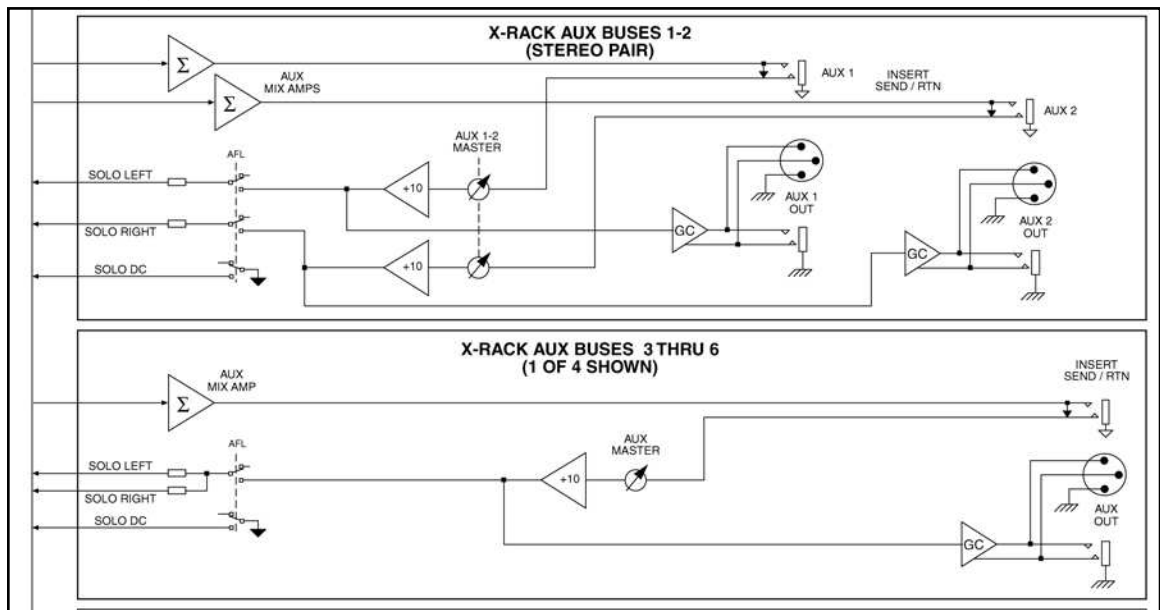 X-RACK AUX BUSES 1-2
(STEREO PAIR)
Σ
AUX
MIX AMPS
Σ
AUX 1
INSERT
SEND / RTN
AUX 2
AUX 1-2
MASTER
AFL
SOLO LEFT
+10
SOLO RIGHT
+10
SOLO DC
GC
AUX 1
OUT
GC
AUX 2
OUT
X-RACK AUX BUSES 3 THRU 6
(1 OF 4 SHOWN)
AUX
MIX AMP
Σ
INSERT
SEND / RTN
AFL
SOLO LEFT
SOLO RIGHT
SOLO DC
AUX
MASTER
+10
GC
AUX
OUT